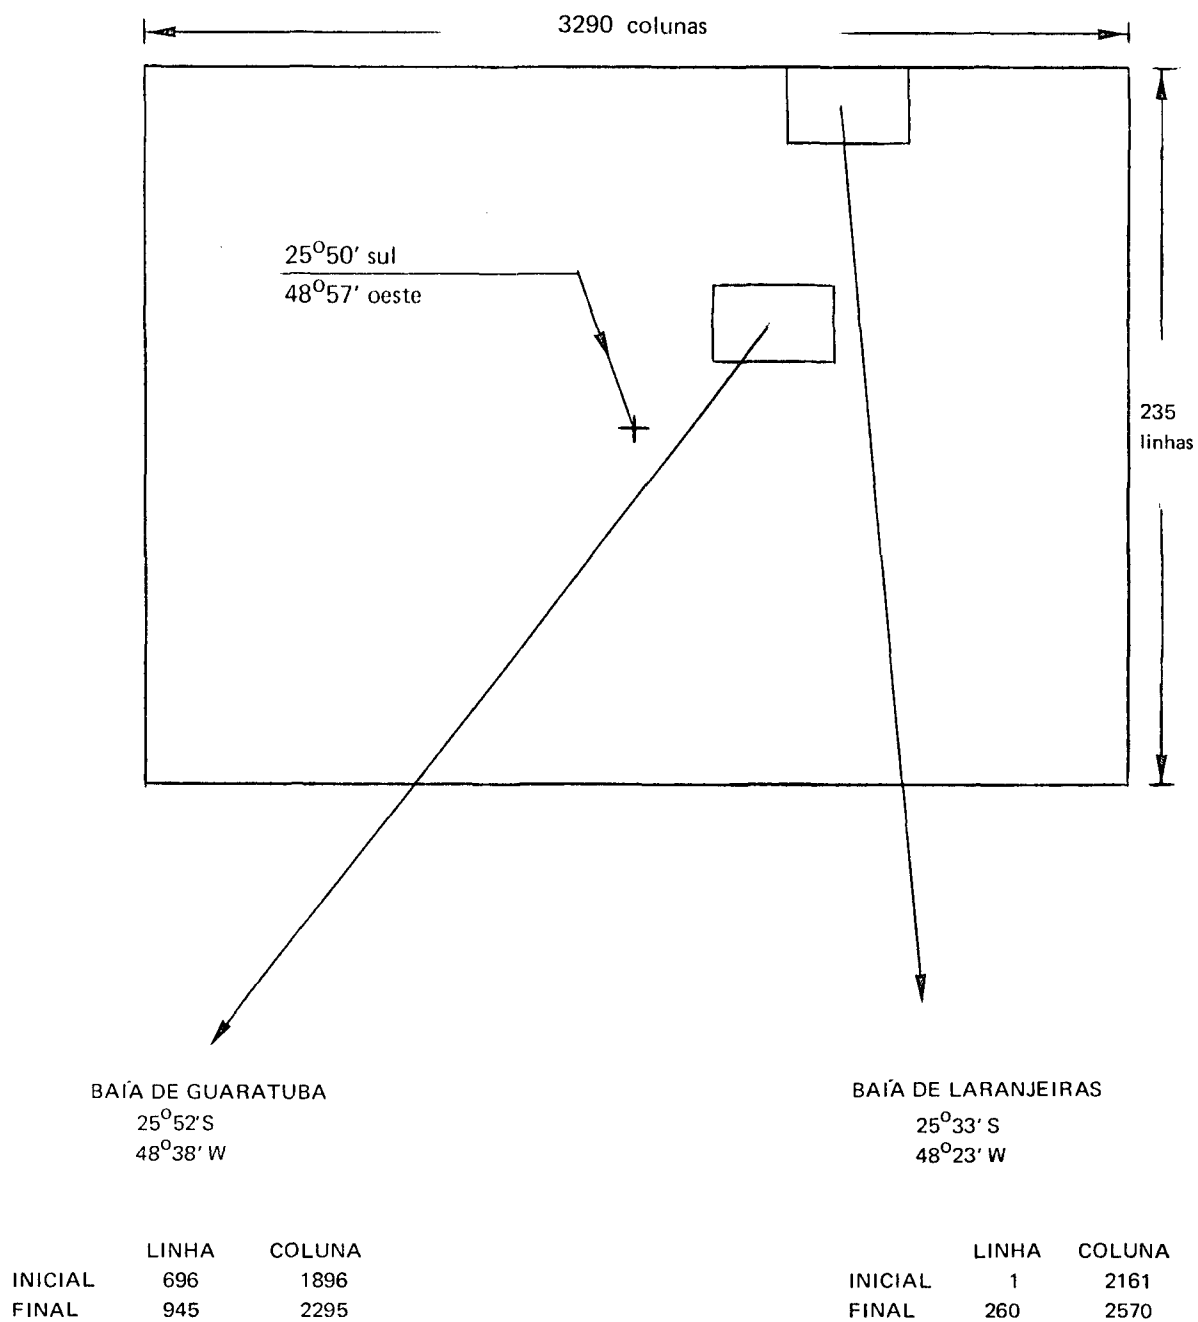 3290 colunas
25°50' sul
48°57' oeste
235
linhas
BAÍA DE GUARATUBA
25°52'S
48°38' W
BAÍA DE LARANJEIRAS
25°33' S
48°23' W
LINHA COLUNA
INICIAL 696 1896
FINAL 945 2295
LINHA COLUNA
INICIAL 1 2161
FINAL 260 2570